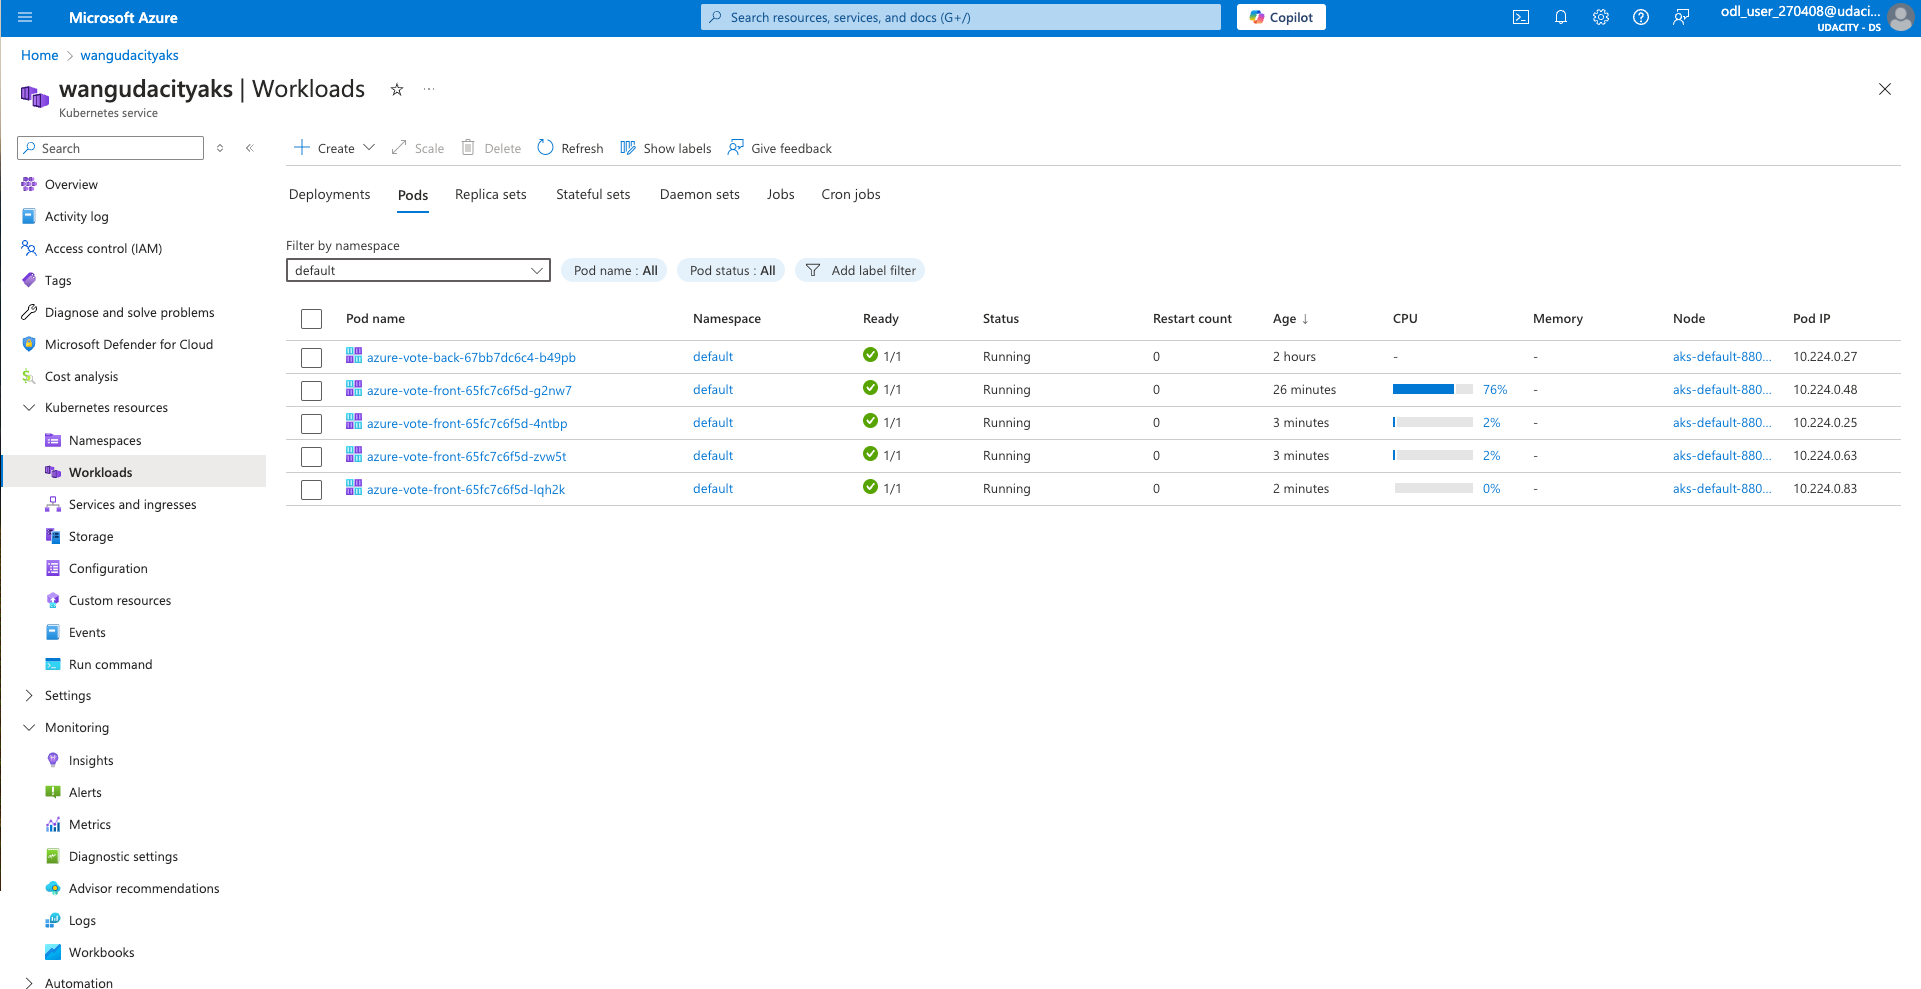 Microsoft Azure
Search resources, services, and docs (G+/)
Copilot
odl_user_270408@udaci...
UDACITY - DS
Home > wangudacityaks
wangudacityaks | Workloads
Kubernetes service
Search
Overview
Activity log
Access control (IAM)
Tags
Diagnose and solve problems
Microsoft Defender for Cloud
Cost analysis
Kubernetes resources
Namespaces
Workloads
Services and ingresses
Storage
Configuration
Custom resources
Events
Run command
Settings
Monitoring
Insights
Alerts
Metrics
Diagnostic settings
Advisor recommendations
Logs
Workbooks
Automation
Create Scale Delete Refresh Show labels Give feedback
Deployments Pods Replica sets Stateful sets Daemon sets Jobs Cron jobs
Filter by namespace
default Pod name : All Pod status : All Add label filter
Pod name Namespace Ready Status Restart count Age ↓ CPU Memory Node Pod IP
azure-vote-back-67bb7dc6c4-b49pb default 1/1 Running 0 2 hours - - aks-default-880... 10.224.0.27
azure-vote-front-65fc7c6f5d-g2nw7 default 1/1 Running 0 26 minutes 76% - aks-default-880... 10.224.0.48
azure-vote-front-65fc7c6f5d-4ntbp default 1/1 Running 0 3 minutes 2% - aks-default-880... 10.224.0.25
azure-vote-front-65fc7c6f5d-zvw5t default 1/1 Running 0 3 minutes 2% - aks-default-880... 10.224.0.63
azure-vote-front-65fc7c6f5d-lqh2k default 1/1 Running 0 2 minutes 0% - aks-default-880... 10.224.0.83